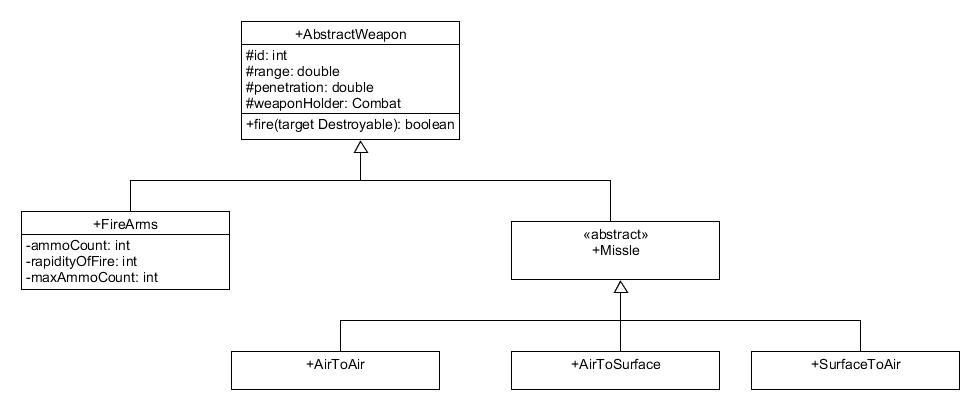 +AbstractWeapon
#id: int
#range: double
#penetration: double
#weaponHolder: Combat
+fire(target Destroyable): boolean
+FireArms
-ammoCount: int
-rapidityOfFire: int
-maxAmmoCount: int
«abstract»
+Missle
+AirToAir
+AirToSurface
+SurfaceToAir